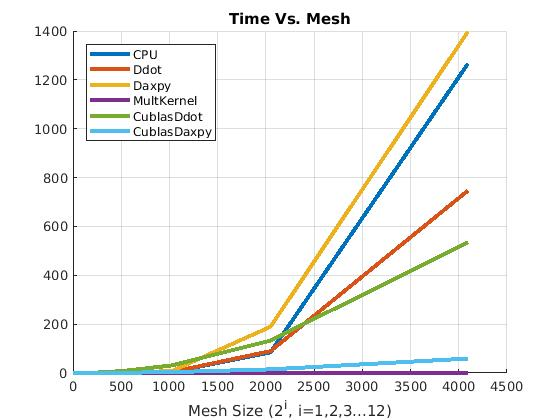 Time Vs. Mesh
1400
1200
1000
800
600
400
200
0
CPU
Ddot
Daxpy
MultKernel
CublasDdot
CublasDaxpy
0 500 1000 1500 2000 2500 3000 3500 4000 4500
Mesh Size (2^i, i=1,2,3...12)